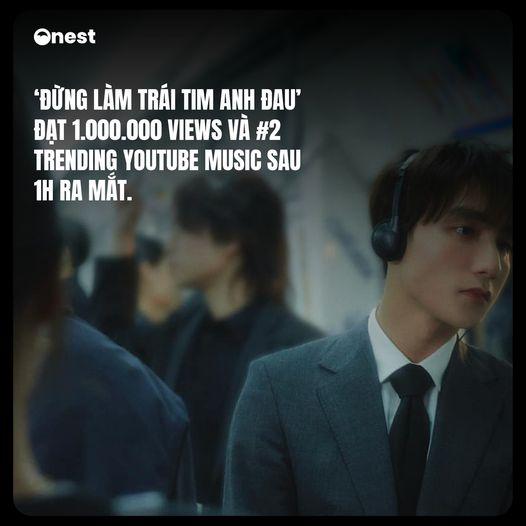 Onest
‘ĐỪNG LÀM TRÁI TIM ANH ĐAU’
ĐẠT 1.000.000 VIEWS VÀ #2
TRENDING YOUTUBE MUSIC SAU
1H RA MẮT.